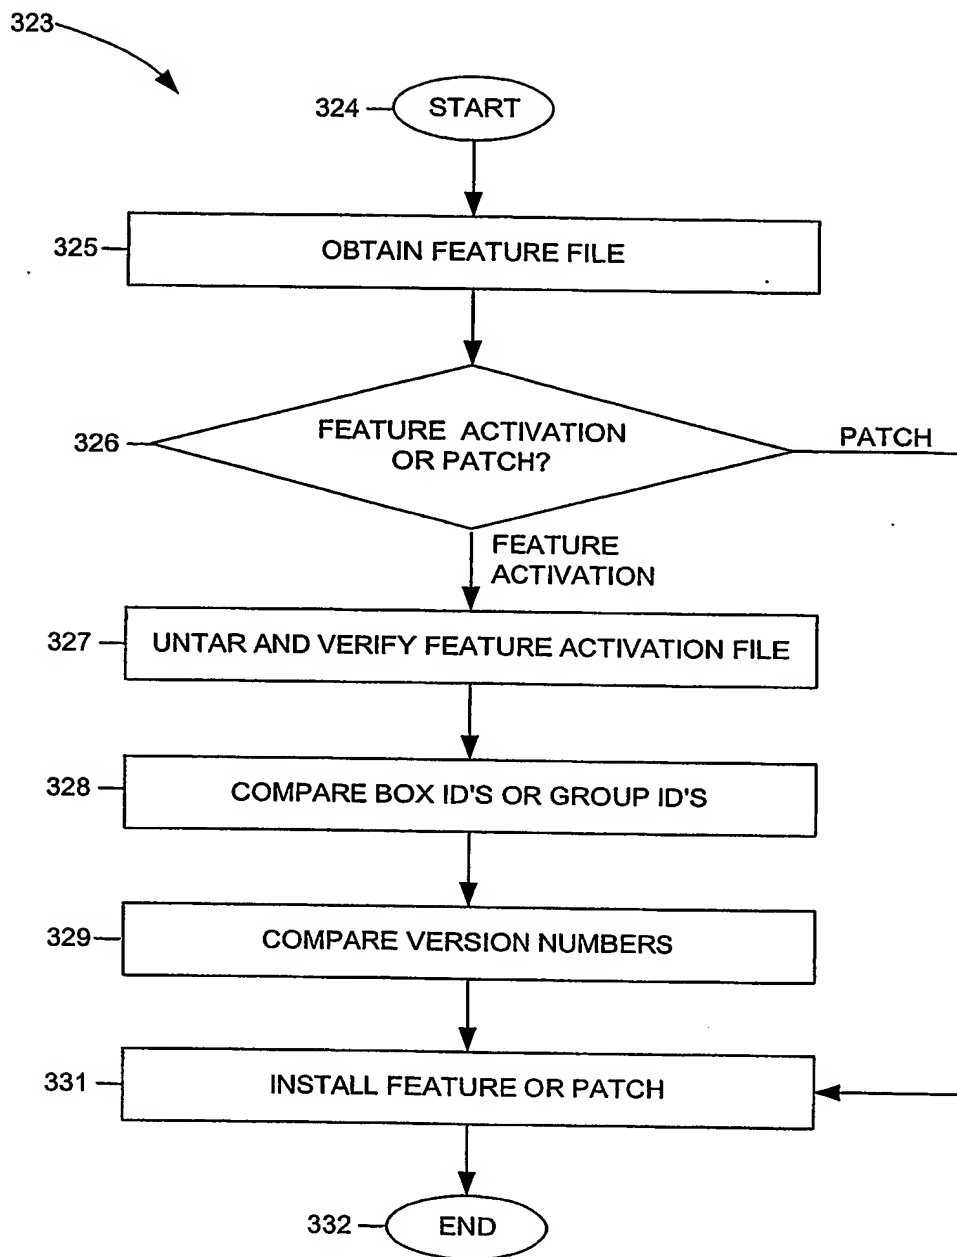 323
324
START
325
OBTAIN FEATURE FILE
326
FEATURE ACTIVATION
OR PATCH?
PATCH
FEATURE
ACTIVATION
327
UNTAR AND VERIFY FEATURE ACTIVATION FILE
328
COMPARE BOX ID'S OR GROUP ID'S
329
COMPARE VERSION NUMBERS
331
INSTALL FEATURE OR PATCH
332
END